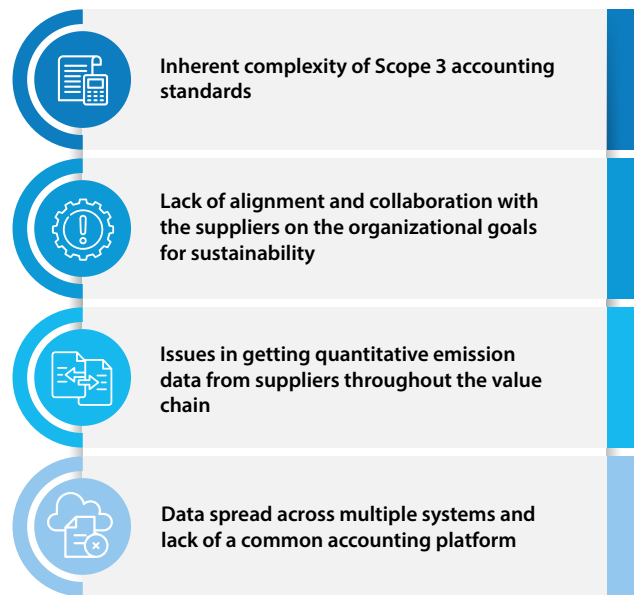 Inherent complexity of Scope 3 accounting
standards
Lack of alignment and collaboration with
the suppliers on the organizational goals
for sustainability
Issues in getting quantitative emission
data from suppliers throughout the value
chain
Data spread across multiple systems and
lack of a common accounting platform